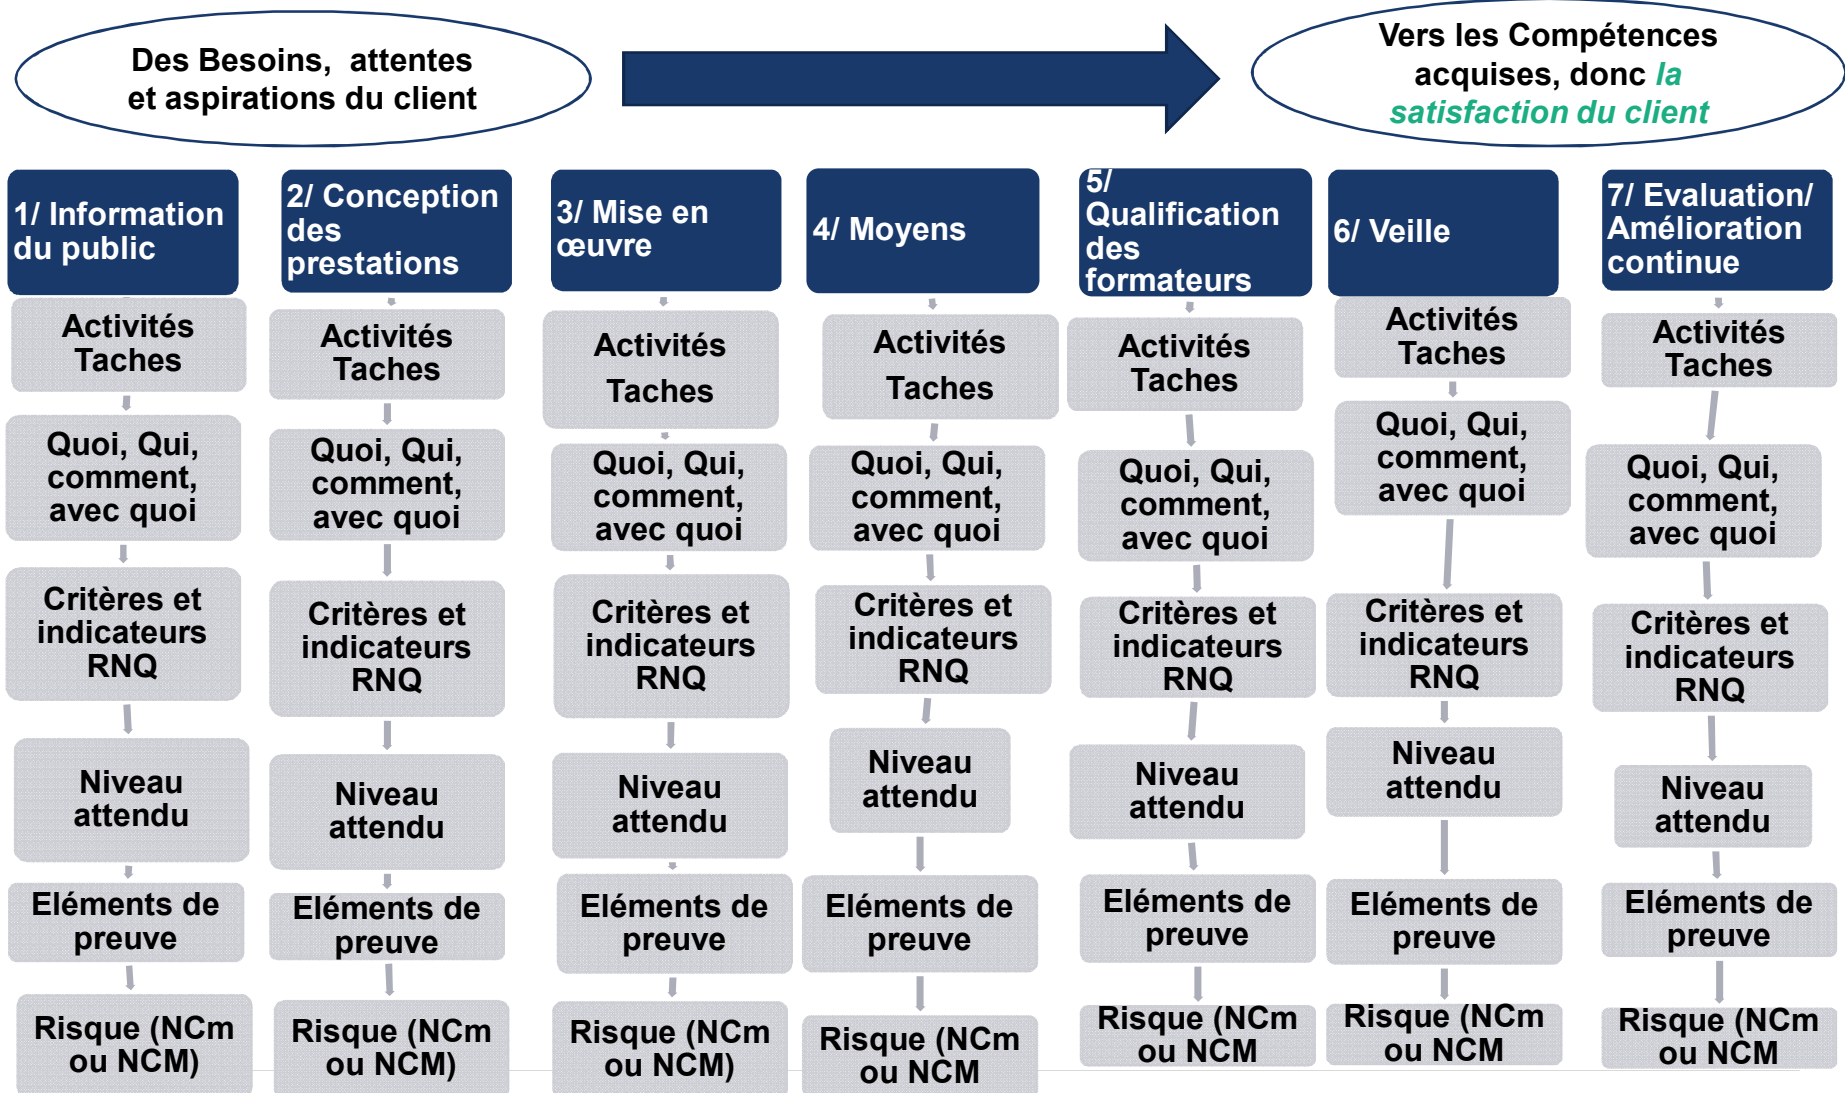 Des Besoins, attentes
et aspirations du client
Vers les Compétences
acquises, donc la
satisfaction du client
1/ Information
du public
Activités
Taches
Quoi, Qui,
comment,
avec quoi
Critères et
indicateurs
RNQ
Niveau
attendu
Eléments de
preuve
Risque (NCm
ou NCM)
2/ Conception
des
prestations
Activités
Taches
Quoi, Qui,
comment,
avec quoi
Critères et
indicateurs
RNQ
Niveau
attendu
Eléments de
preuve
Risque (NCm
ou NCM)
3/ Mise en
œuvre
Activités
Taches
Quoi, Qui,
comment,
avec quoi
Critères et
indicateurs
RNQ
Niveau
attendu
Eléments de
preuve
Risque (NCm
ou NCM)
4/ Moyens
Activités
Taches
Quoi, Qui,
comment,
avec quoi
Critères et
indicateurs
RNQ
Niveau
attendu
Eléments de
preuve
Risque (NCm
ou NCM
5/
Qualification
des
formateurs
Activités
Taches
Quoi, Qui,
comment,
avec quoi
Critères et
indicateurs
RNQ
Niveau
attendu
Eléments de
preuve
Risque (NCm
ou NCM
6/ Veille
Activités
Taches
Quoi, Qui,
comment,
avec quoi
Critères et
indicateurs
RNQ
Niveau
attendu
Eléments de
preuve
Risque (NCm
ou NCM
7/ Evaluation/
Amélioration
continue
Activités
Taches
Quoi, Qui,
comment,
avec quoi
Critères et
indicateurs
RNQ
Niveau
attendu
Eléments de
preuve
Risque (NCm
ou NCM